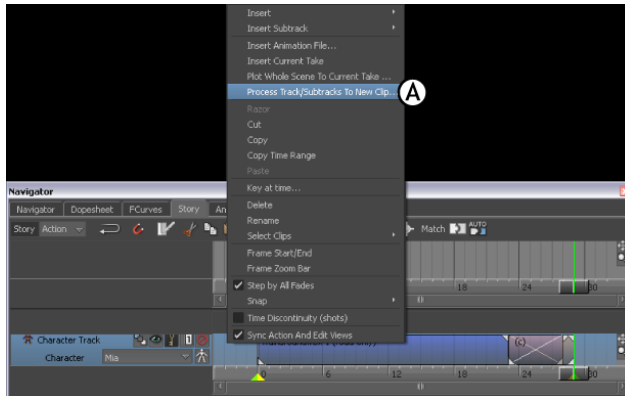 Insert
Insert Subtrack
Insert Animation File...
Insert Current Take
Plot Whole Scene To Current Take ...
Process Track/Subtracks To New Clip...
A
Razor
Cut
Copy
Copy Time Range
Paste
Key at time...
Delete
Rename
Select Clips
Frame Start/End
Frame Zoom Bar
Step by All Fades
Snap
Time Discontinuity (shots)
Sync Action And Edit Views
Navigator
Navigator Dopesheet FCurves Story An
Story Action Match AUTO
18 24 30
Character Track (c)
Character Mia
0 6 12 18 24 30